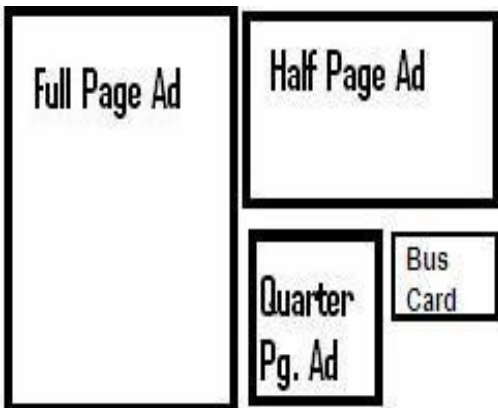 Full Page Ad
Half Page Ad
Quarter
Pg. Ad
Bus
Card